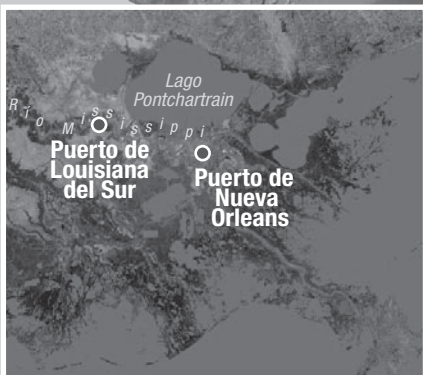 Lago
Pontchartrain
Río Mississippi
Puerto de
Louisiana
del Sur
Puerto de
Nueva
Orleans